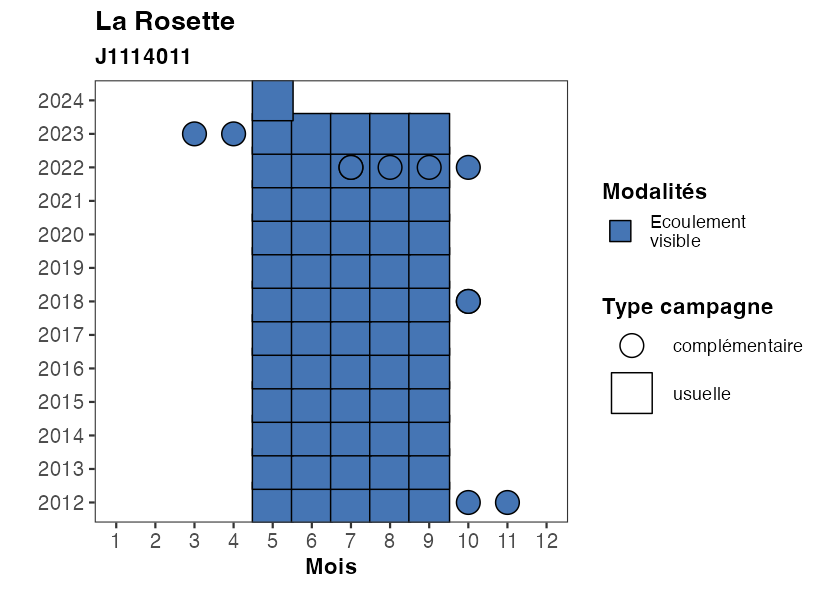 La Rosette
J1114011
2024
2023
2022
2021
2020
2019
2018
2017
2016
2015
2014
2013
2012
1 2 3 4 5 6 7 8 9 10 11 12
Mois
Modalités
Ecoulement
visible
Type campagne
complémentaire
usuelle